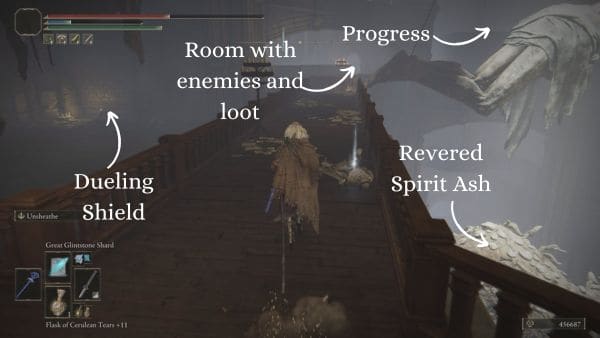 Progress
Room with
enemies and
loot
Dueling
Shield
Revered
Spirit Ash
Unsheathe
Great Glintstone Shard
Flask of Cerulean Tears +11
456687